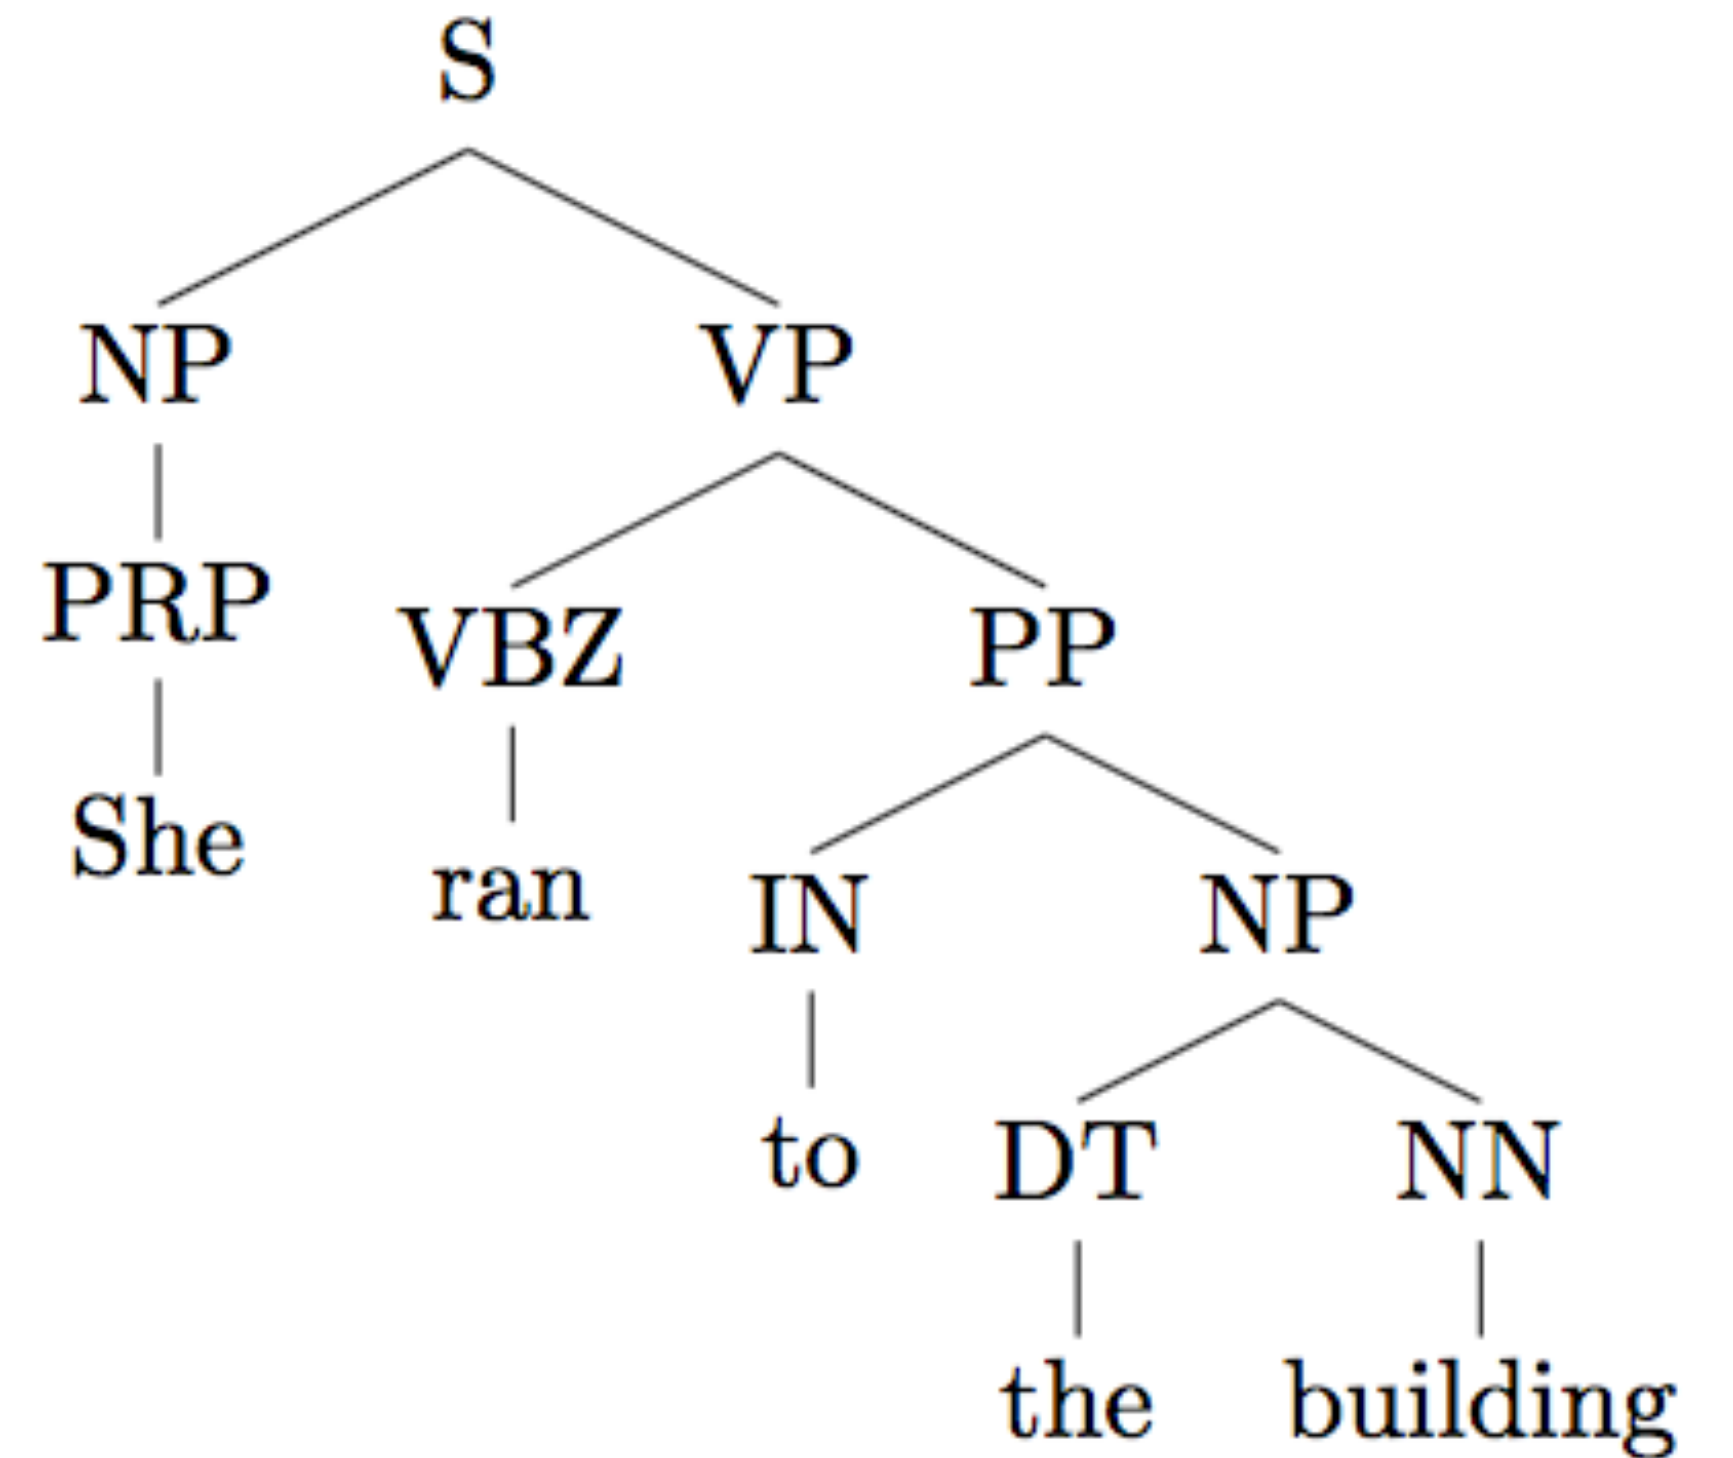 S
NP VP
PRP VBZ PP
She ran IN NP
to DT NN
the building